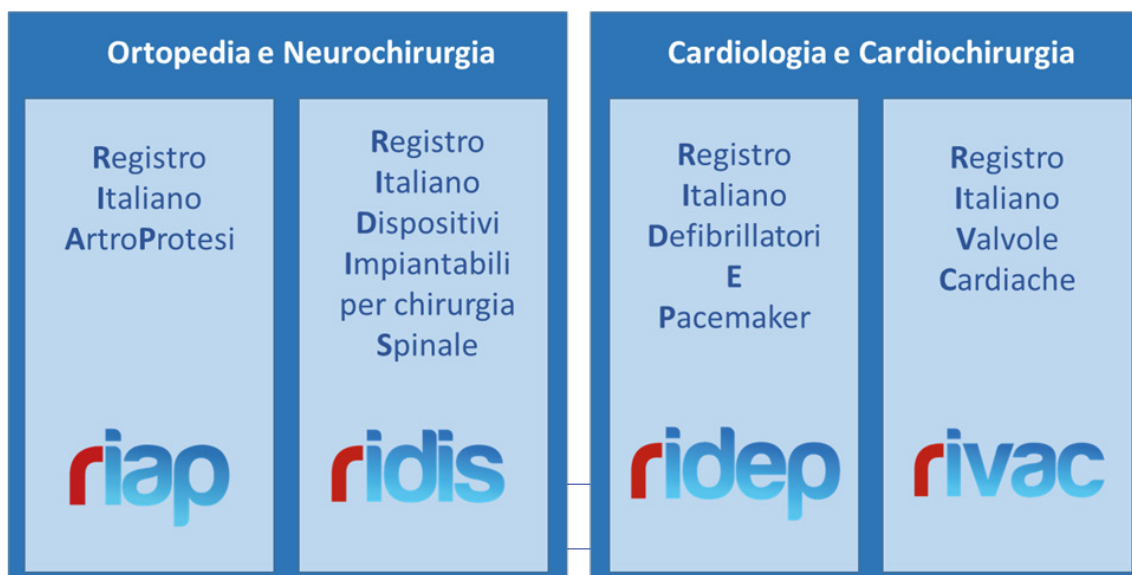 Ortopedia e Neurochirurgia
Registro
Italiano
ArtroProtesi
riap
Registro
Italiano
Dispositivi
Impiantabili
per chirurgia
Spinale
ridis
Cardiologia e Cardiochirurgia
Registro
Italiano
Defibrillatori
E
Pacemaker
ridep
Registro
Italiano
Valvole
Cardiache
rivac